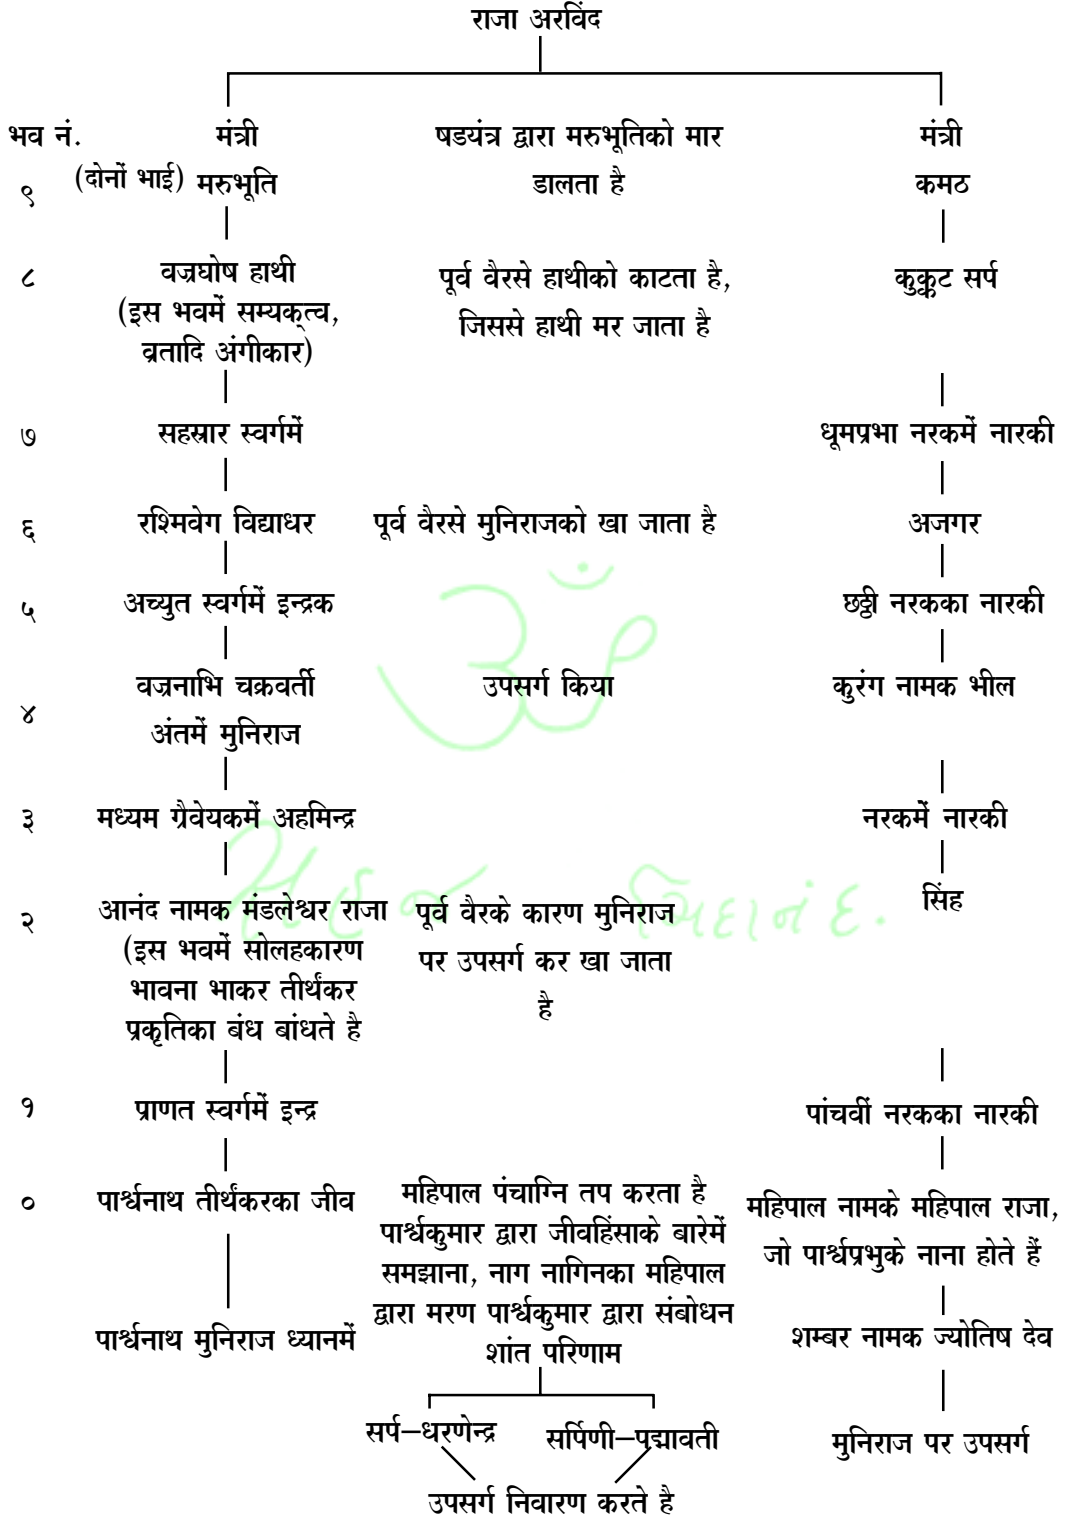 राजा अरविंद
भव नं. मंत्री षडयंत्र द्वारा मरुभूतिको मार मंत्री
९ (दोनों भाई) मरुभूति डालता है कमठ
८ वज्रघोष हाथी पूर्व वैरसे हाथीको काटता है, कुक्कुट सर्प
(इस भवमें सम्यक्त्व, जिससे हाथी मर जाता है
व्रतादि अंगीकार)
७ सहस्रार स्वर्गमें धूमप्रभा नरकमें नारकी
६ रश्मिवेग विद्याधर पूर्व वैरसे मुनिराजको खा जाता है अजगर
५ अच्युत स्वर्गमें इन्द्रक छठ्ठी नरकका नारकी
४ वज्रनाभि चक्रवर्ती उपसर्ग किया कुरंग नामक भील
अंतमें मुनिराज
३ मध्यम ग्रैवेयकमें अहमिन्द्र नरकमें नारकी
ૐ
સહજ ચિદાનંદ.
२ आनंद नामक मंडलेश्वर राजा पूर्व वैरके कारण मुनिराज सिंह
(इस भवमें सोलहकारण पर उपसर्ग कर खा जाता
भावना भाकर तीर्थंकर है
प्रकृतिका बंध बांधते है
१ प्राणत स्वर्गमें इन्द्र पांचवीं नरकका नारकी
० पार्श्वनाथ तीर्थंकरका जीव महिपाल पंचाग्नि तप करता है महिपाल नामके महिपाल राजा,
पार्श्वकुमार द्वारा जीवहिंसाके बारेमें जो पार्श्वप्रभुके नाना होते हैं
समझाना, नाग नागिनका महिपाल
द्वारा मरण पार्श्वकुमार द्वारा संबोधन
पार्श्वनाथ मुनिराज ध्यानमें शांत परिणाम शम्बर नामक ज्योतिष देव
सर्प–धरणेन्द्र सर्पिणी–पद्मावती मुनिराज पर उपसर्ग
उपसर्ग निवारण करते है